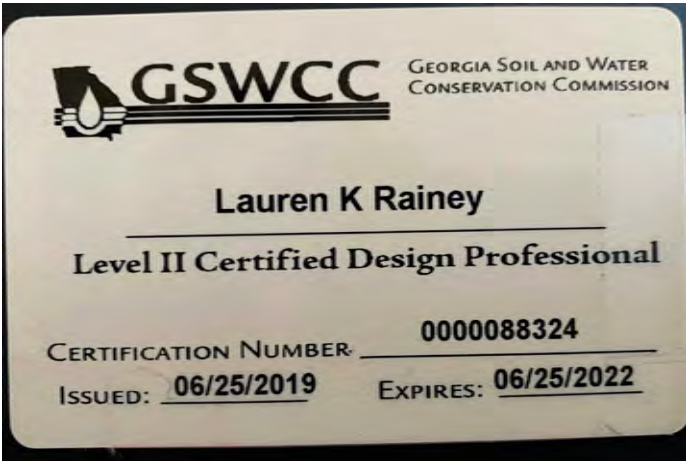 GSWCC
GEORGIA SOIL AND WATER
CONSERVATION COMMISSION
Lauren K Rainey
Level II Certified Design Professional
CERTIFICATION NUMBER 0000088324
ISSUED: 06/25/2019 EXPIRES: 06/25/2022